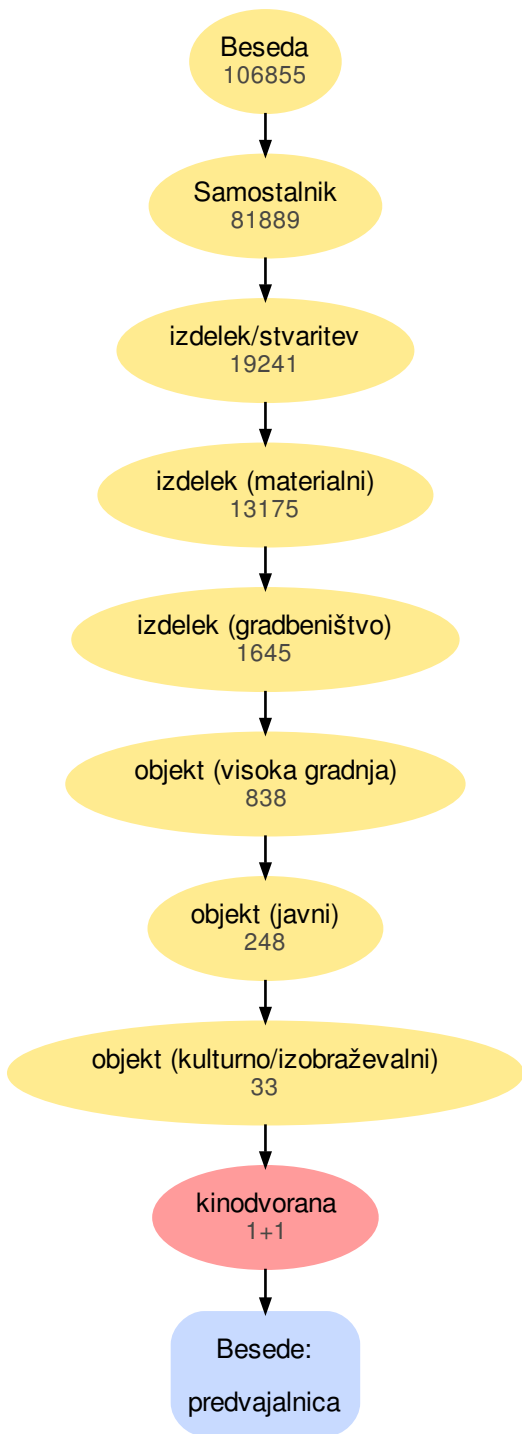 Beseda
106855
Samostalnik
81889
izdelek/stvaritev
19241
izdelek (materialni)
13175
izdelek (gradbeništvo)
1645
objekt (visoka gradnja)
838
objekt (javni)
248
objekt (kulturno/izobraževalni)
33
kinodvorana
1+1
Besede:
predvajalnica